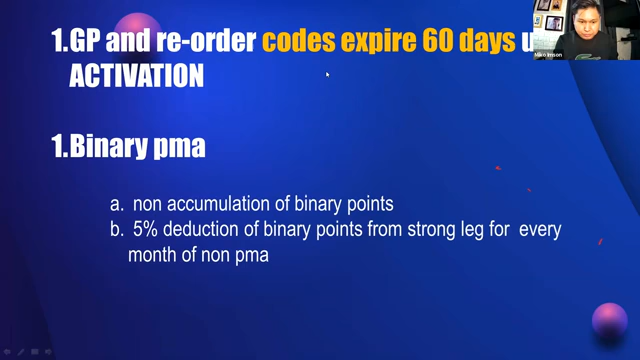 1.GP and re-order codes expire 60 days
ACTIVATION
1.Binary pma
a. non accumulation of binary points
b. 5% deduction of binary points from strong leg for every
month of non pma